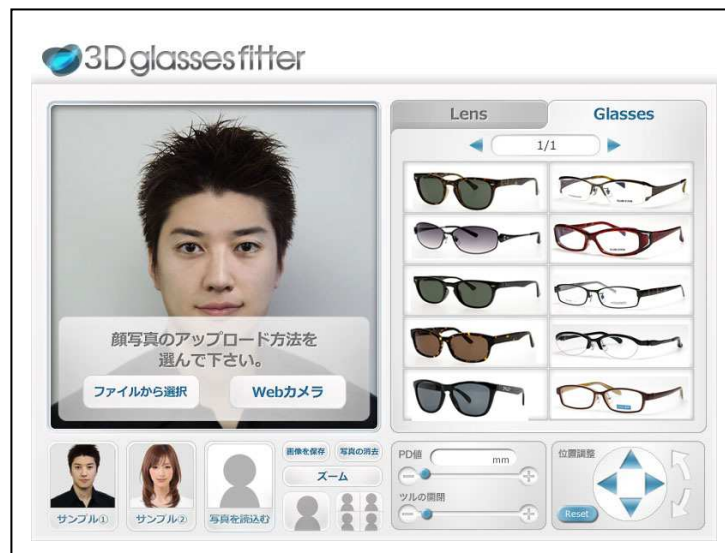 3D glasses fitter
Lens
Glasses
1/1
顔写真のアップロード方法を
選んで下さい。
ファイルから選択
Webカメラ
サンプル①
サンプル②
写真を読込む
画像を保存
写真の消去
ズーム
PD値
mm
ツルの開閉
位置調整
Reset